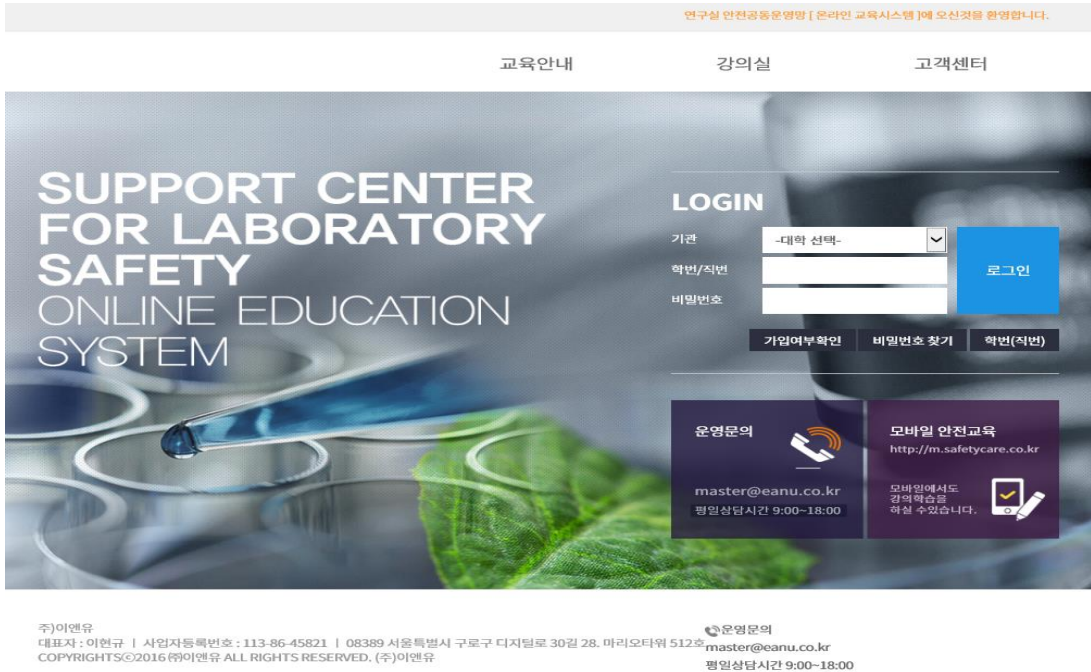 연구실 안전공동운영망 [ 온라인 교육시스템 ]에 오신것을 환영합니다.
교육안내 강의실 고객센터
SUPPORT CENTER
FOR LABORATORY
SAFETY
ONLINE EDUCATION
SYSTEM
LOGIN
기관 -대학 선택-
학번/직번
비밀번호
로그인
가입여부확인 비밀번호 찾기 학번(직번)
운영문의
master@eanu.co.kr
평일상담시간 9:00~18:00
모바일 안전교육
http://m.safetycare.co.kr
모바일에서도
강의학습을
하실 수있습니다.
주)이앤유
대표자 : 이현규 ㅣ 사업자등록번호 : 113-86-45821 ㅣ 08389 서울특별시 구로구 디지털로 30길 28. 마리오타워 512호
COPYRIGHTSⓒ2016 ㈜이앤유 ALL RIGHTS RESERVED. (주)이앤유
운영문의
master@eanu.co.kr
평일상담시간 9:00~18:00